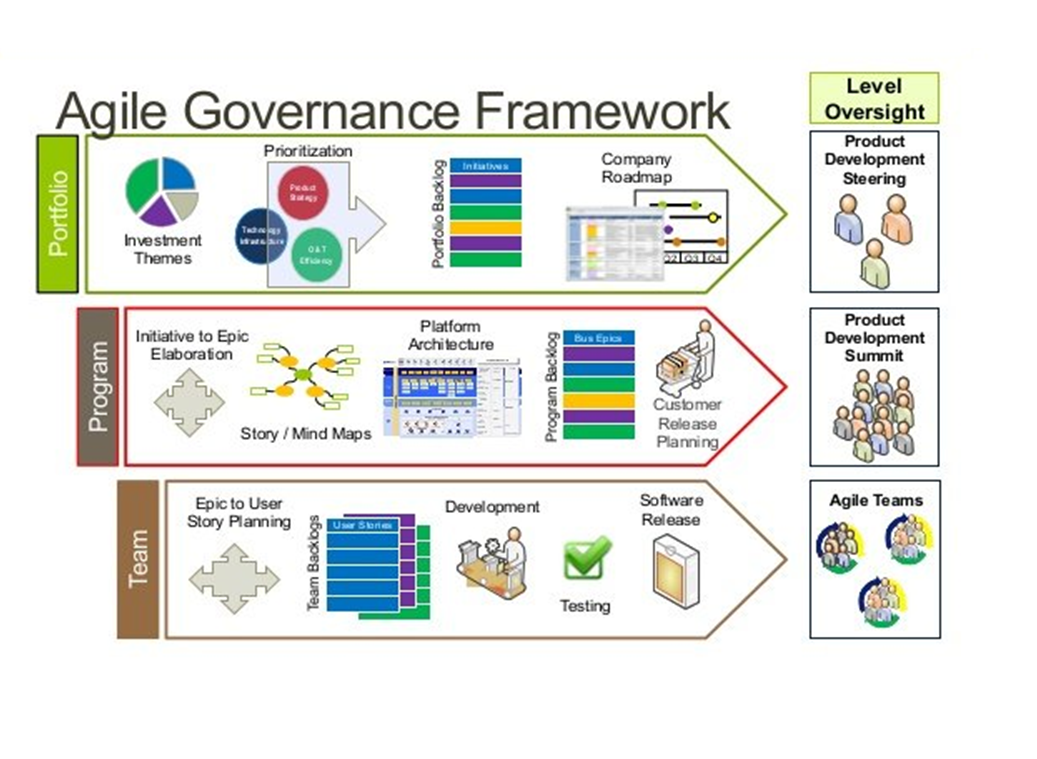 Agile Governance Framework
Level
Oversight
Portfolio
Investment
Themes
Prioritization
Product
Strategy
Technology
Infrastructure
O&T
Efficiency
Portfolio Backlog
Initiatives
Company
Roadmap
Q2 Q3 Q4
Product
Development
Steering
Program
Initiative to Epic
Elaboration
Story / Mind Maps
Platform
Architecture
Program Backlog
Bus Epics
Customer
Release
Planning
Product
Development
Summit
Team
Epic to User
Story Planning
Team Backlogs
User Stories
Development
Testing
Software
Release
Agile Teams